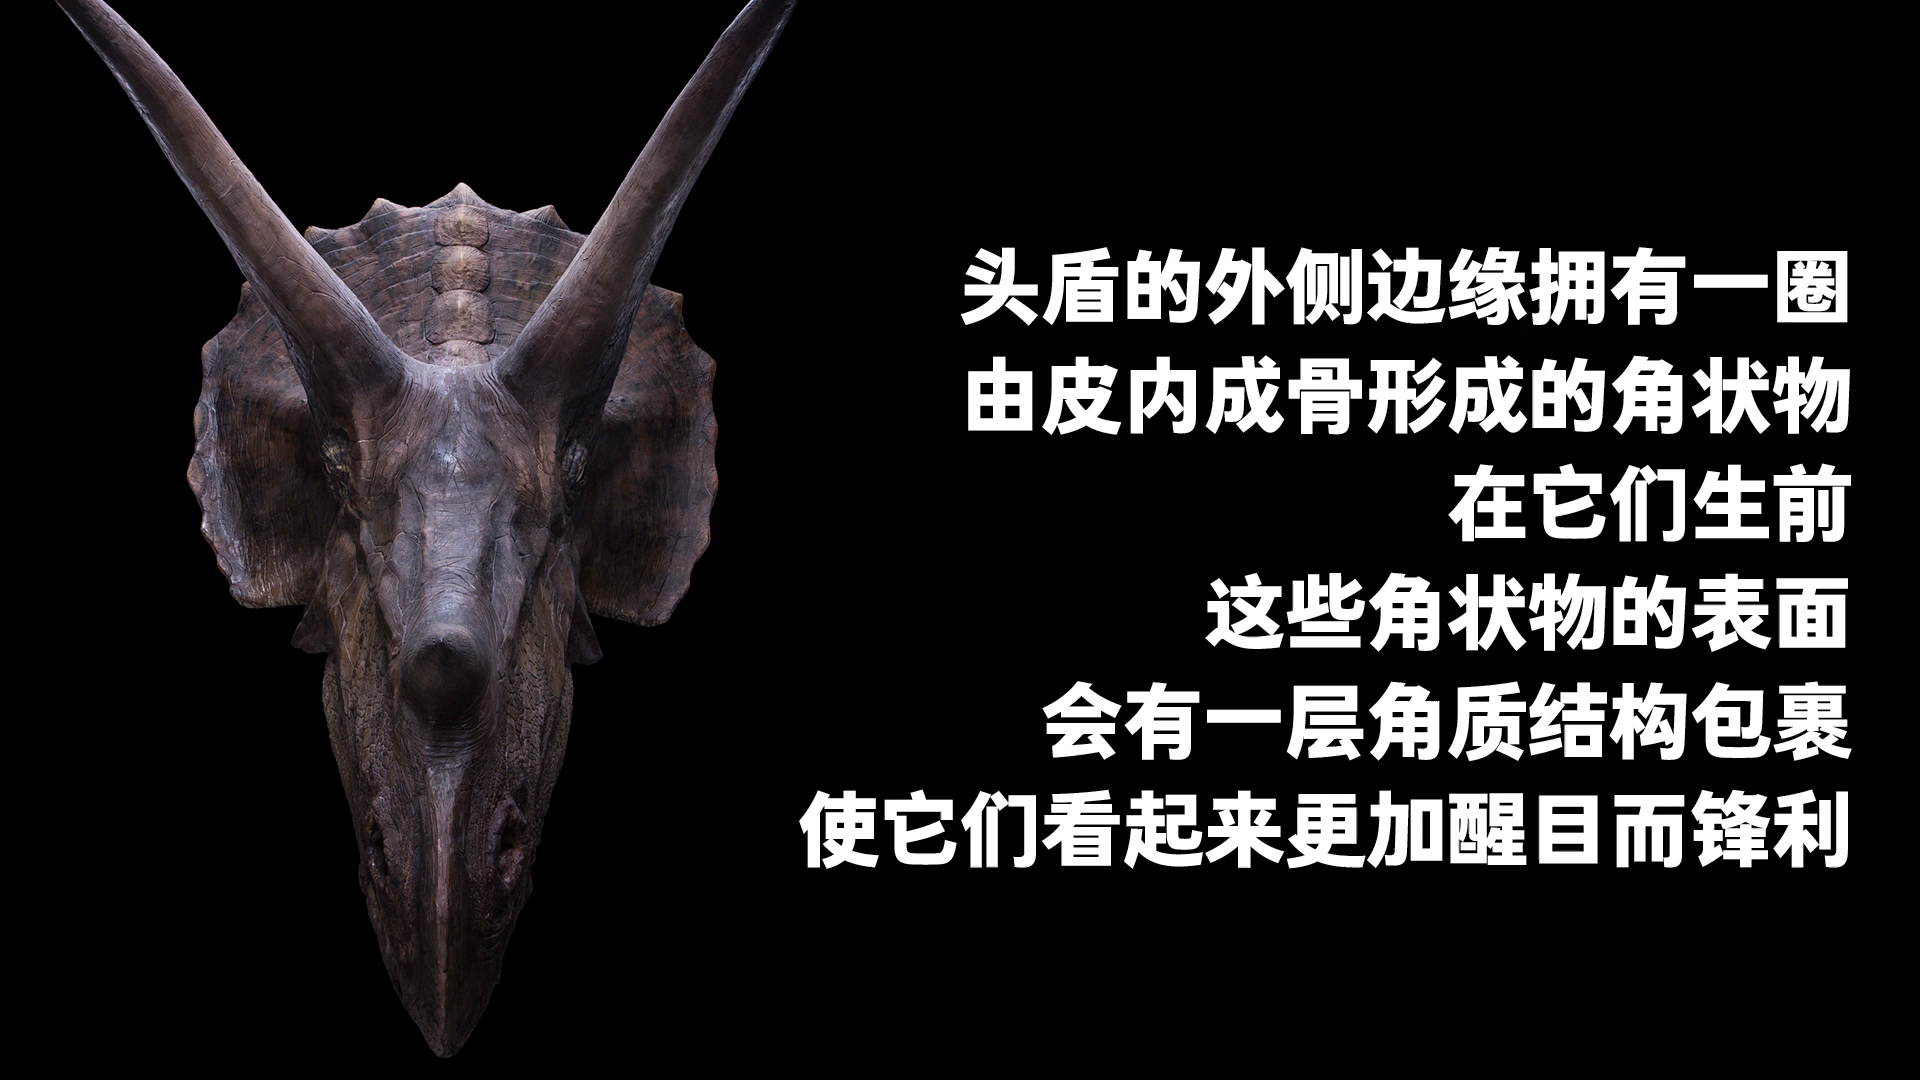 头盾的外侧边缘拥有一圈
由皮内成骨形成的角状物
在它们生前
这些角状物的表面
会有一层角质结构包裹
使它们看起来更加醒目而锋利